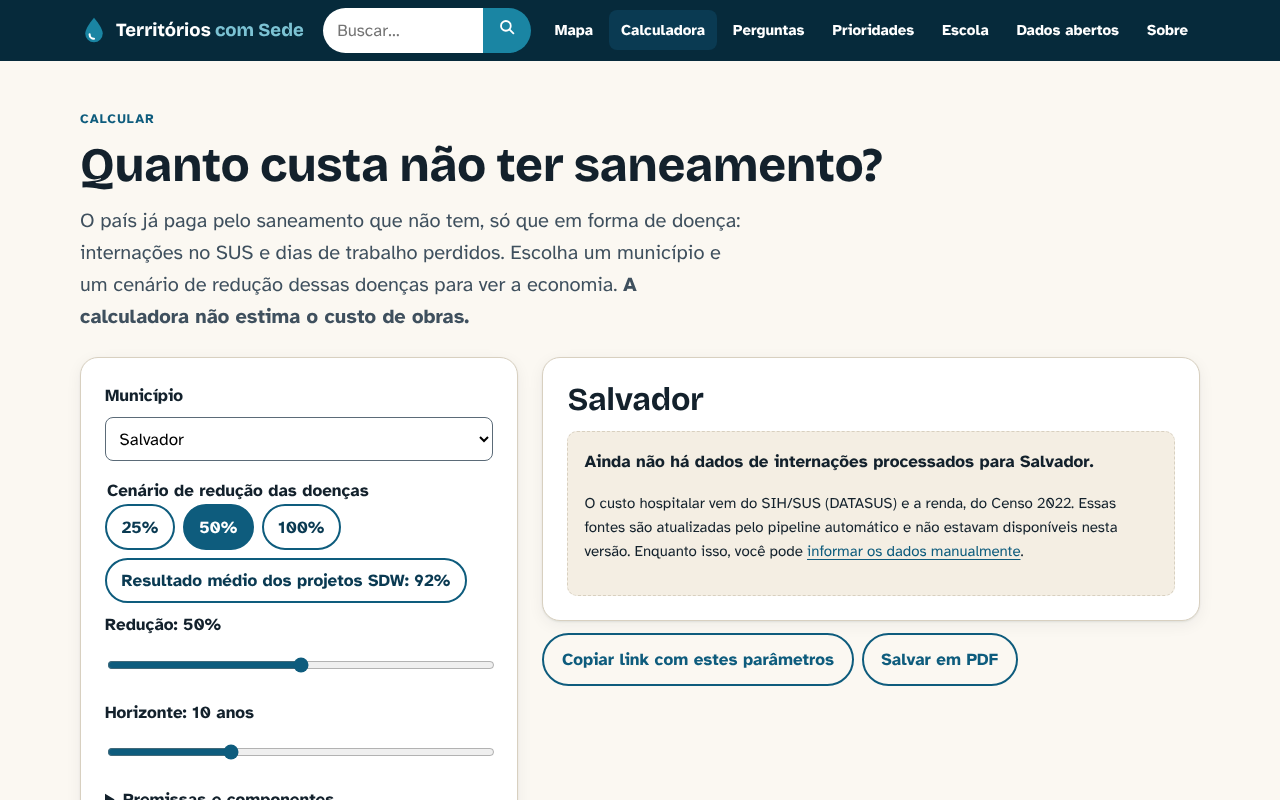 Territórios com Sede
Buscar...
Mapa
Calculadora
Perguntas
Prioridades
Escola
Dados abertos
Sobre
CALCULAR
Quanto custa não ter saneamento?
O país já paga pelo saneamento que não tem, só que em forma de doença:
internações no SUS e dias de trabalho perdidos. Escolha um município e
um cenário de redução dessas doenças para ver a economia. A
calculadora não estima o custo de obras.
Município
Salvador
Cenário de redução das doenças
25%
50%
100%
Resultado médio dos projetos SDW: 92%
Redução: 50%
Horizonte: 10 anos
Premissas e componentes
Salvador
Ainda não há dados de internações processados para Salvador.
O custo hospitalar vem do SIH/SUS (DATASUS) e a renda, do Censo 2022. Essas
fontes são atualizadas pelo pipeline automático e não estavam disponíveis nesta
versão. Enquanto isso, você pode informar os dados manualmente.
Copiar link com estes parâmetros
Salvar em PDF